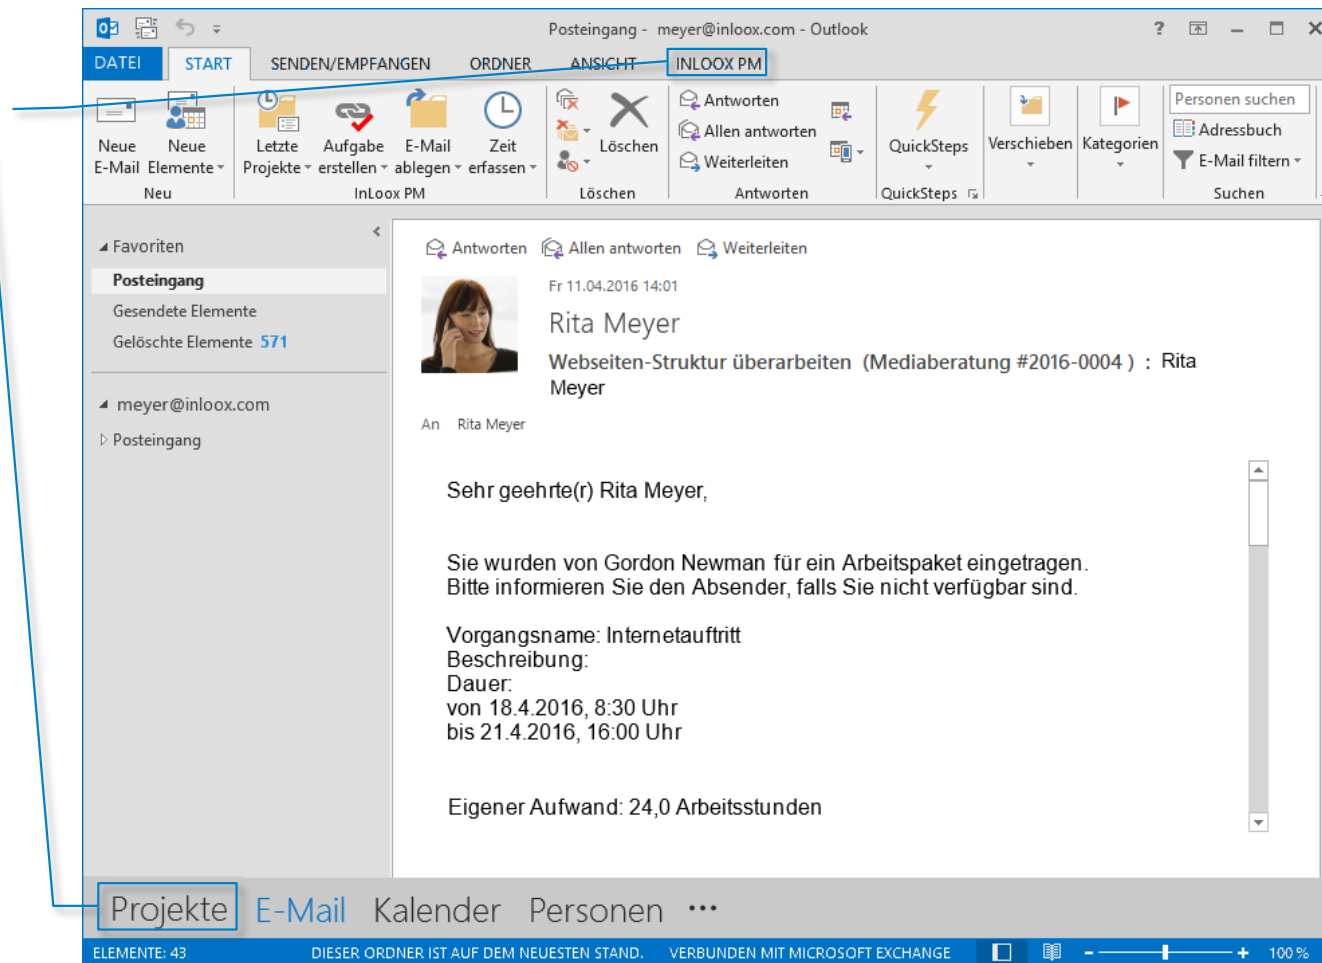 Posteingang - meyer@inloox.com - Outlook
DATEI START SENDEN/EMPFANGEN ORDNER ANSICHT INLOOX PM
Neue E-Mail
Neue Elemente
Neu
Letzte Projekte
Aufgabe erstellen
E-Mail ablegen
Zeit erfassen
InLoox PM
Löschen
Löschen
Antworten
Allen antworten
Weiterleiten
Antworten
QuickSteps
QuickSteps
Verschieben
Kategorien
Personen suchen
Adressbuch
E-Mail filtern
Suchen
Favoriten
Posteingang
Gesendete Elemente
Gelöschte Elemente 571
meyer@inloox.com
Posteingang
Antworten Allen antworten Weiterleiten
Fr 11.04.2016 14:01
Rita Meyer
Webseiten-Struktur überarbeiten (Mediaberatung #2016-0004 ) : Rita
Meyer
An Rita Meyer
Sehr geehrte(r) Rita Meyer,
Sie wurden von Gordon Newman für ein Arbeitspaket eingetragen.
Bitte informieren Sie den Absender, falls Sie nicht verfügbar sind.
Vorgangsname: Internetauftritt
Beschreibung:
Dauer:
von 18.4.2016, 8:30 Uhr
bis 21.4.2016, 16:00 Uhr
Eigener Aufwand: 24,0 Arbeitsstunden
Projekte E-Mail Kalender Personen ...
ELEMENTE: 43 DIESER ORDNER IST AUF DEM NEUESTEN STAND. VERBUNDEN MIT MICROSOFT EXCHANGE 100 %